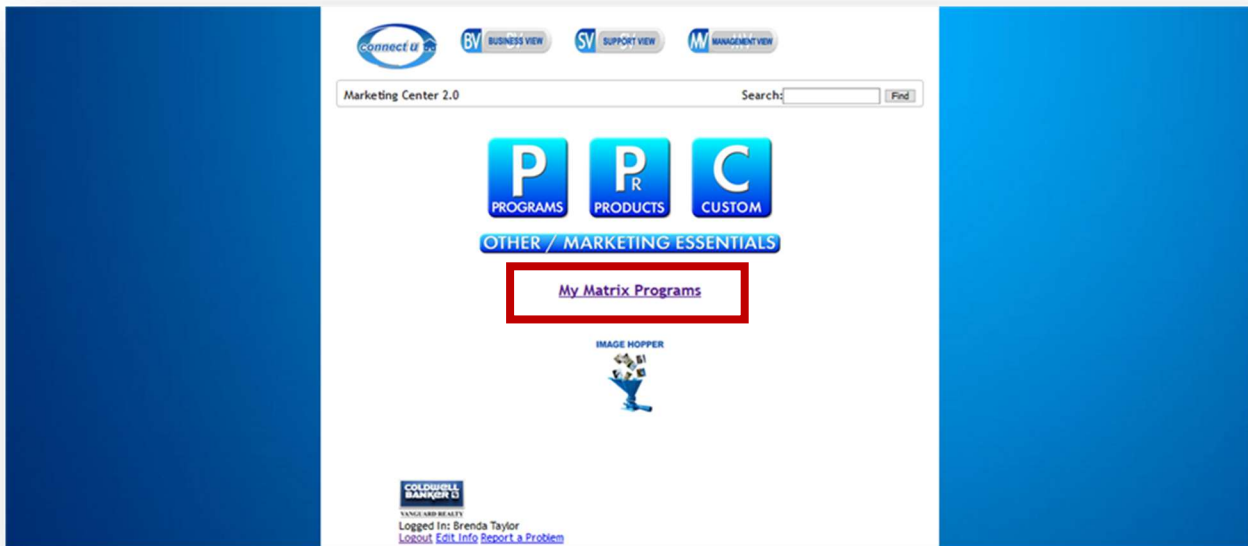 connect u
BV BUSINESS VIEW
SV SUPPORT VIEW
MV MANAGEMENT VIEW
Marketing Center 2.0
Search:
Find
P
PROGRAMS
PR
PRODUCTS
C
CUSTOM
OTHER / MARKETING ESSENTIALS
My Matrix Programs
IMAGE HOPPER
COLDWELL
BANKER
VANGUARD REALTY
Logged In: Brenda Taylor
Logout Edit Info Report a Problem